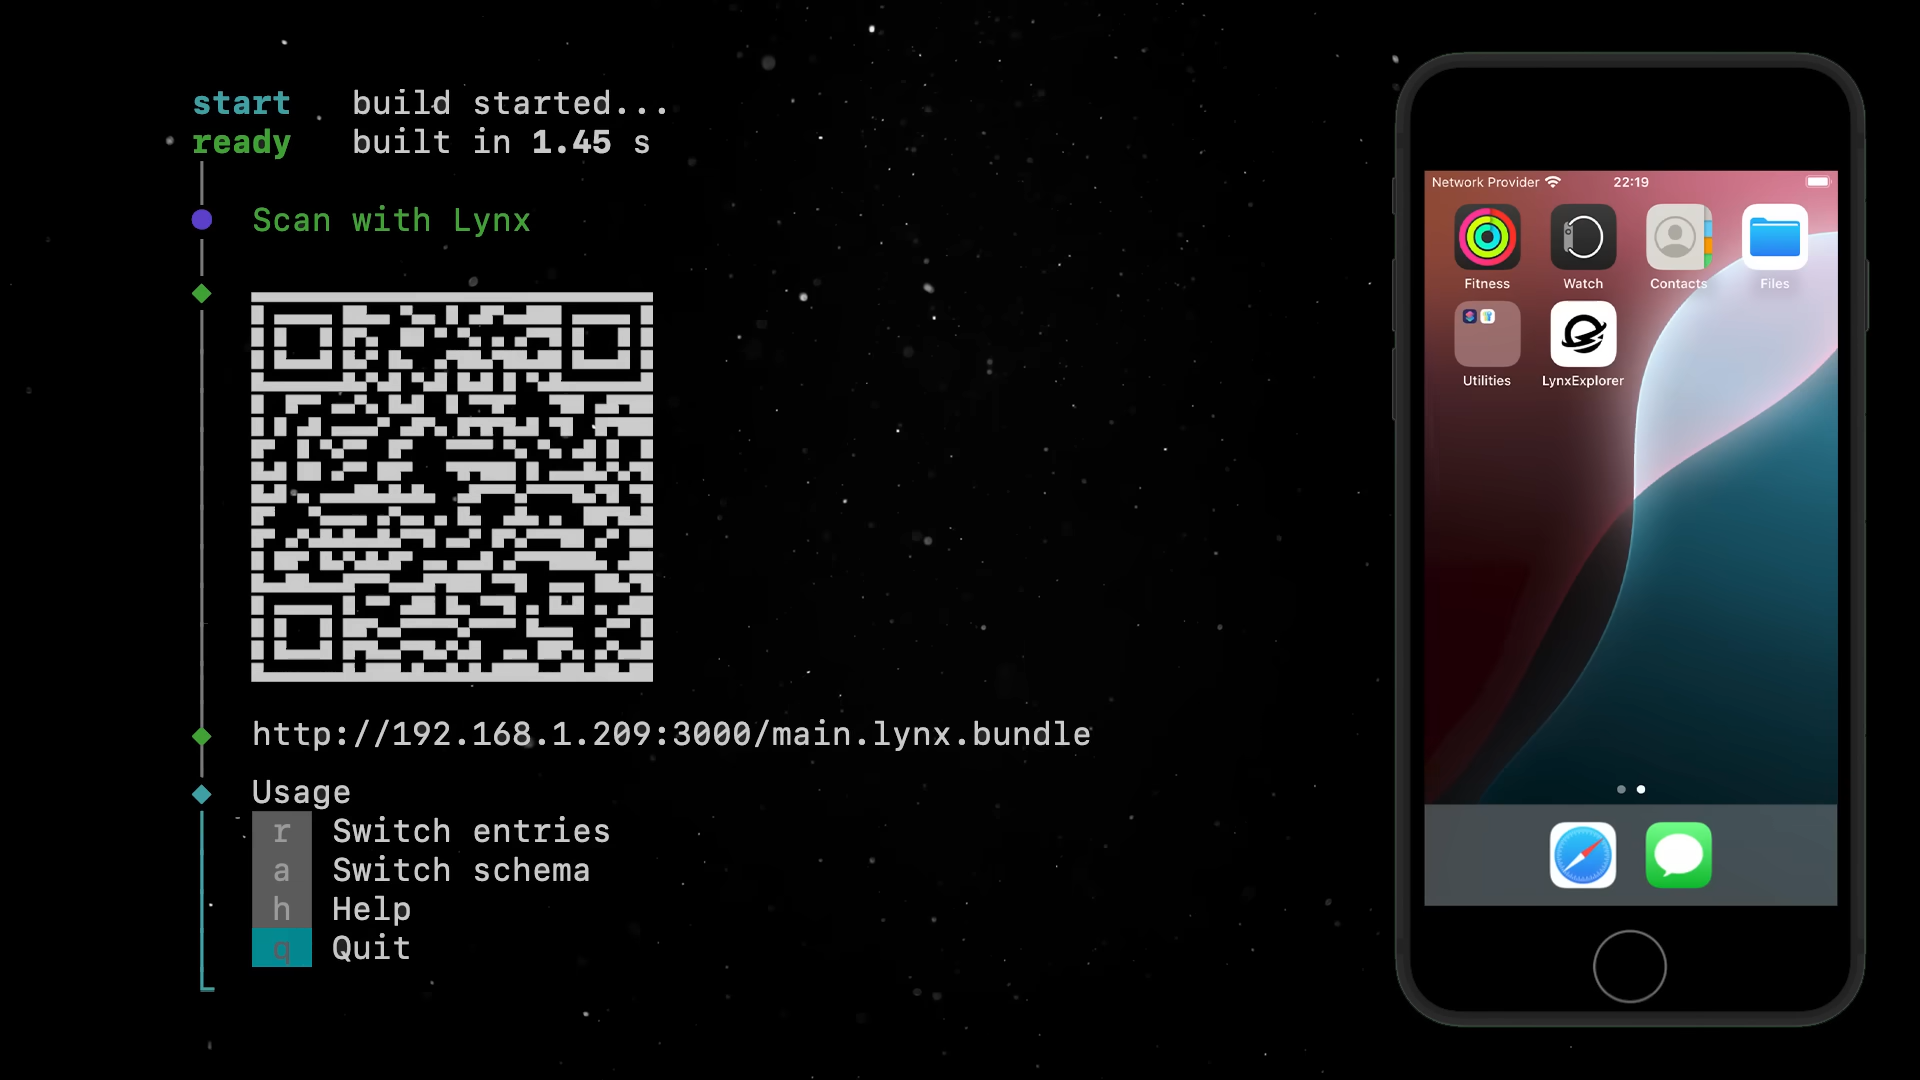 start build started...
ready built in 1.45 s
Scan with Lynx
http://192.168.1.209:3000/main.lynx.bundle
Usage
r Switch entries
a Switch schema
h Help
q Quit
Network Provider 22:19
Fitness Watch Contacts Files
Utilities LynxExplorer